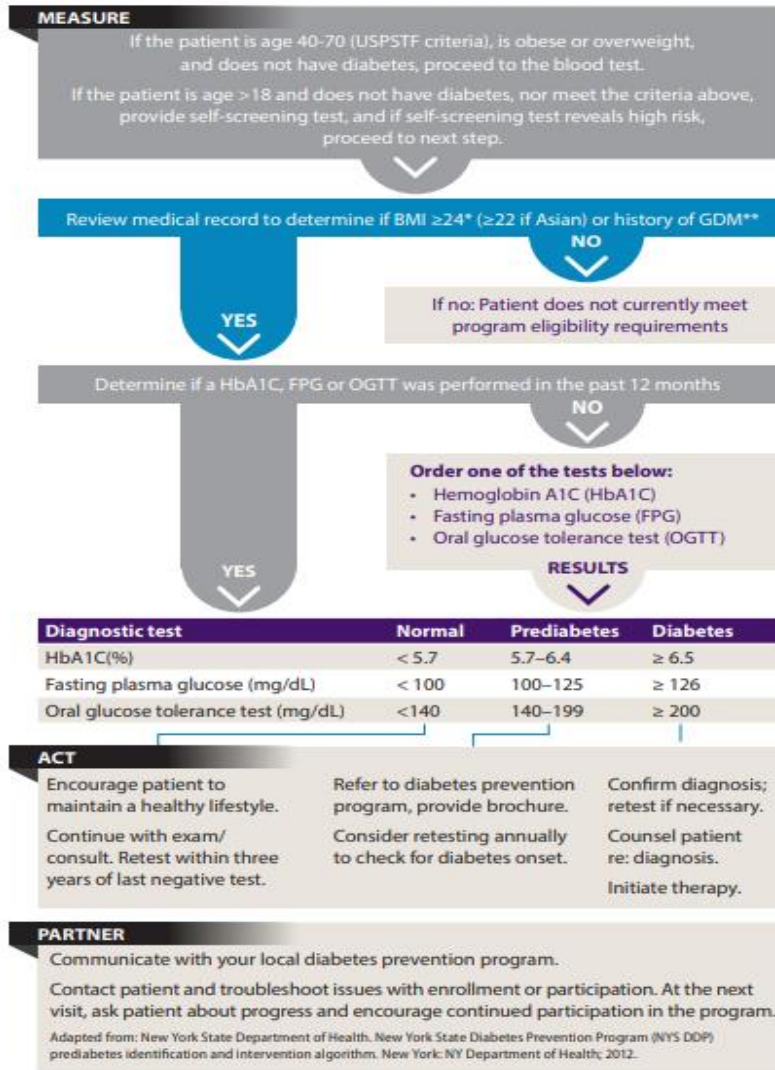 MEASURE
If the patient is age 40-70 (USPSTF criteria), is obese or overweight,
and does not have diabetes, proceed to the blood test.
If the patient is age >18 and does not have diabetes, nor meet the criteria above,
provide self-screening test, and if self-screening test reveals high risk,
proceed to next step.
Review medical record to determine if BMI ≥24* (≥22 if Asian) or history of GDM**
NO
If no: Patient does not currently meet
program eligibility requirements
YES
Determine if a HbA1C, FPG or OGTT was performed in the past 12 months
NO
Order one of the tests below:
• Hemoglobin A1C (HbA1C)
• Fasting plasma glucose (FPG)
• Oral glucose tolerance test (OGTT)
YES
RESULTS
Diagnostic test Normal Prediabetes Diabetes
HbA1C(%) < 5.7 5.7–6.4 ≥ 6.5
Fasting plasma glucose (mg/dL) < 100 100–125 ≥ 126
Oral glucose tolerance test (mg/dL) <140 140–199 ≥ 200
ACT
Encourage patient to
maintain a healthy lifestyle.
Continue with exam/
consult. Retest within three
years of last negative test.
Refer to diabetes prevention
program, provide brochure.
Consider retesting annually
to check for diabetes onset.
Confirm diagnosis;
retest if necessary.
Counsel patient
re: diagnosis.
Initiate therapy.
PARTNER
Communicate with your local diabetes prevention program.
Contact patient and troubleshoot issues with enrollment or participation. At the next
visit, ask patient about progress and encourage continued participation in the program.
Adapted from: New York State Department of Health. New York State Diabetes Prevention Program (NYS DDP)
prediabetes identification and intervention algorithm. New York: NY Department of Health; 2012.